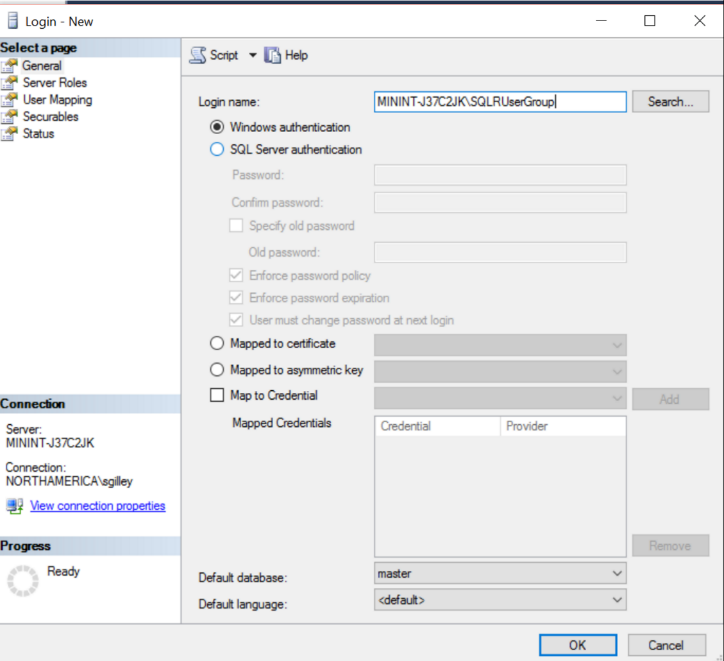 Login - New
Select a page
General
Server Roles
User Mapping
Securables
Status
Script
Help
Login name:
MININT-J37C2JK\SQLRUserGroup
Search...
Windows authentication
SQL Server authentication
Password:
Confirm password:
Specify old password
Old password:
Enforce password policy
Enforce password expiration
User must change password at next login
Mapped to certificate
Mapped to asymmetric key
Map to Credential
Add
Mapped Credentials
Credential
Provider
Remove
Default database:
master
Default language:
<default>
Connection
Server:
MININT-J37C2JK
Connection:
NORTHAMERICA\sgilley
View connection properties
Progress
Ready
OK
Cancel